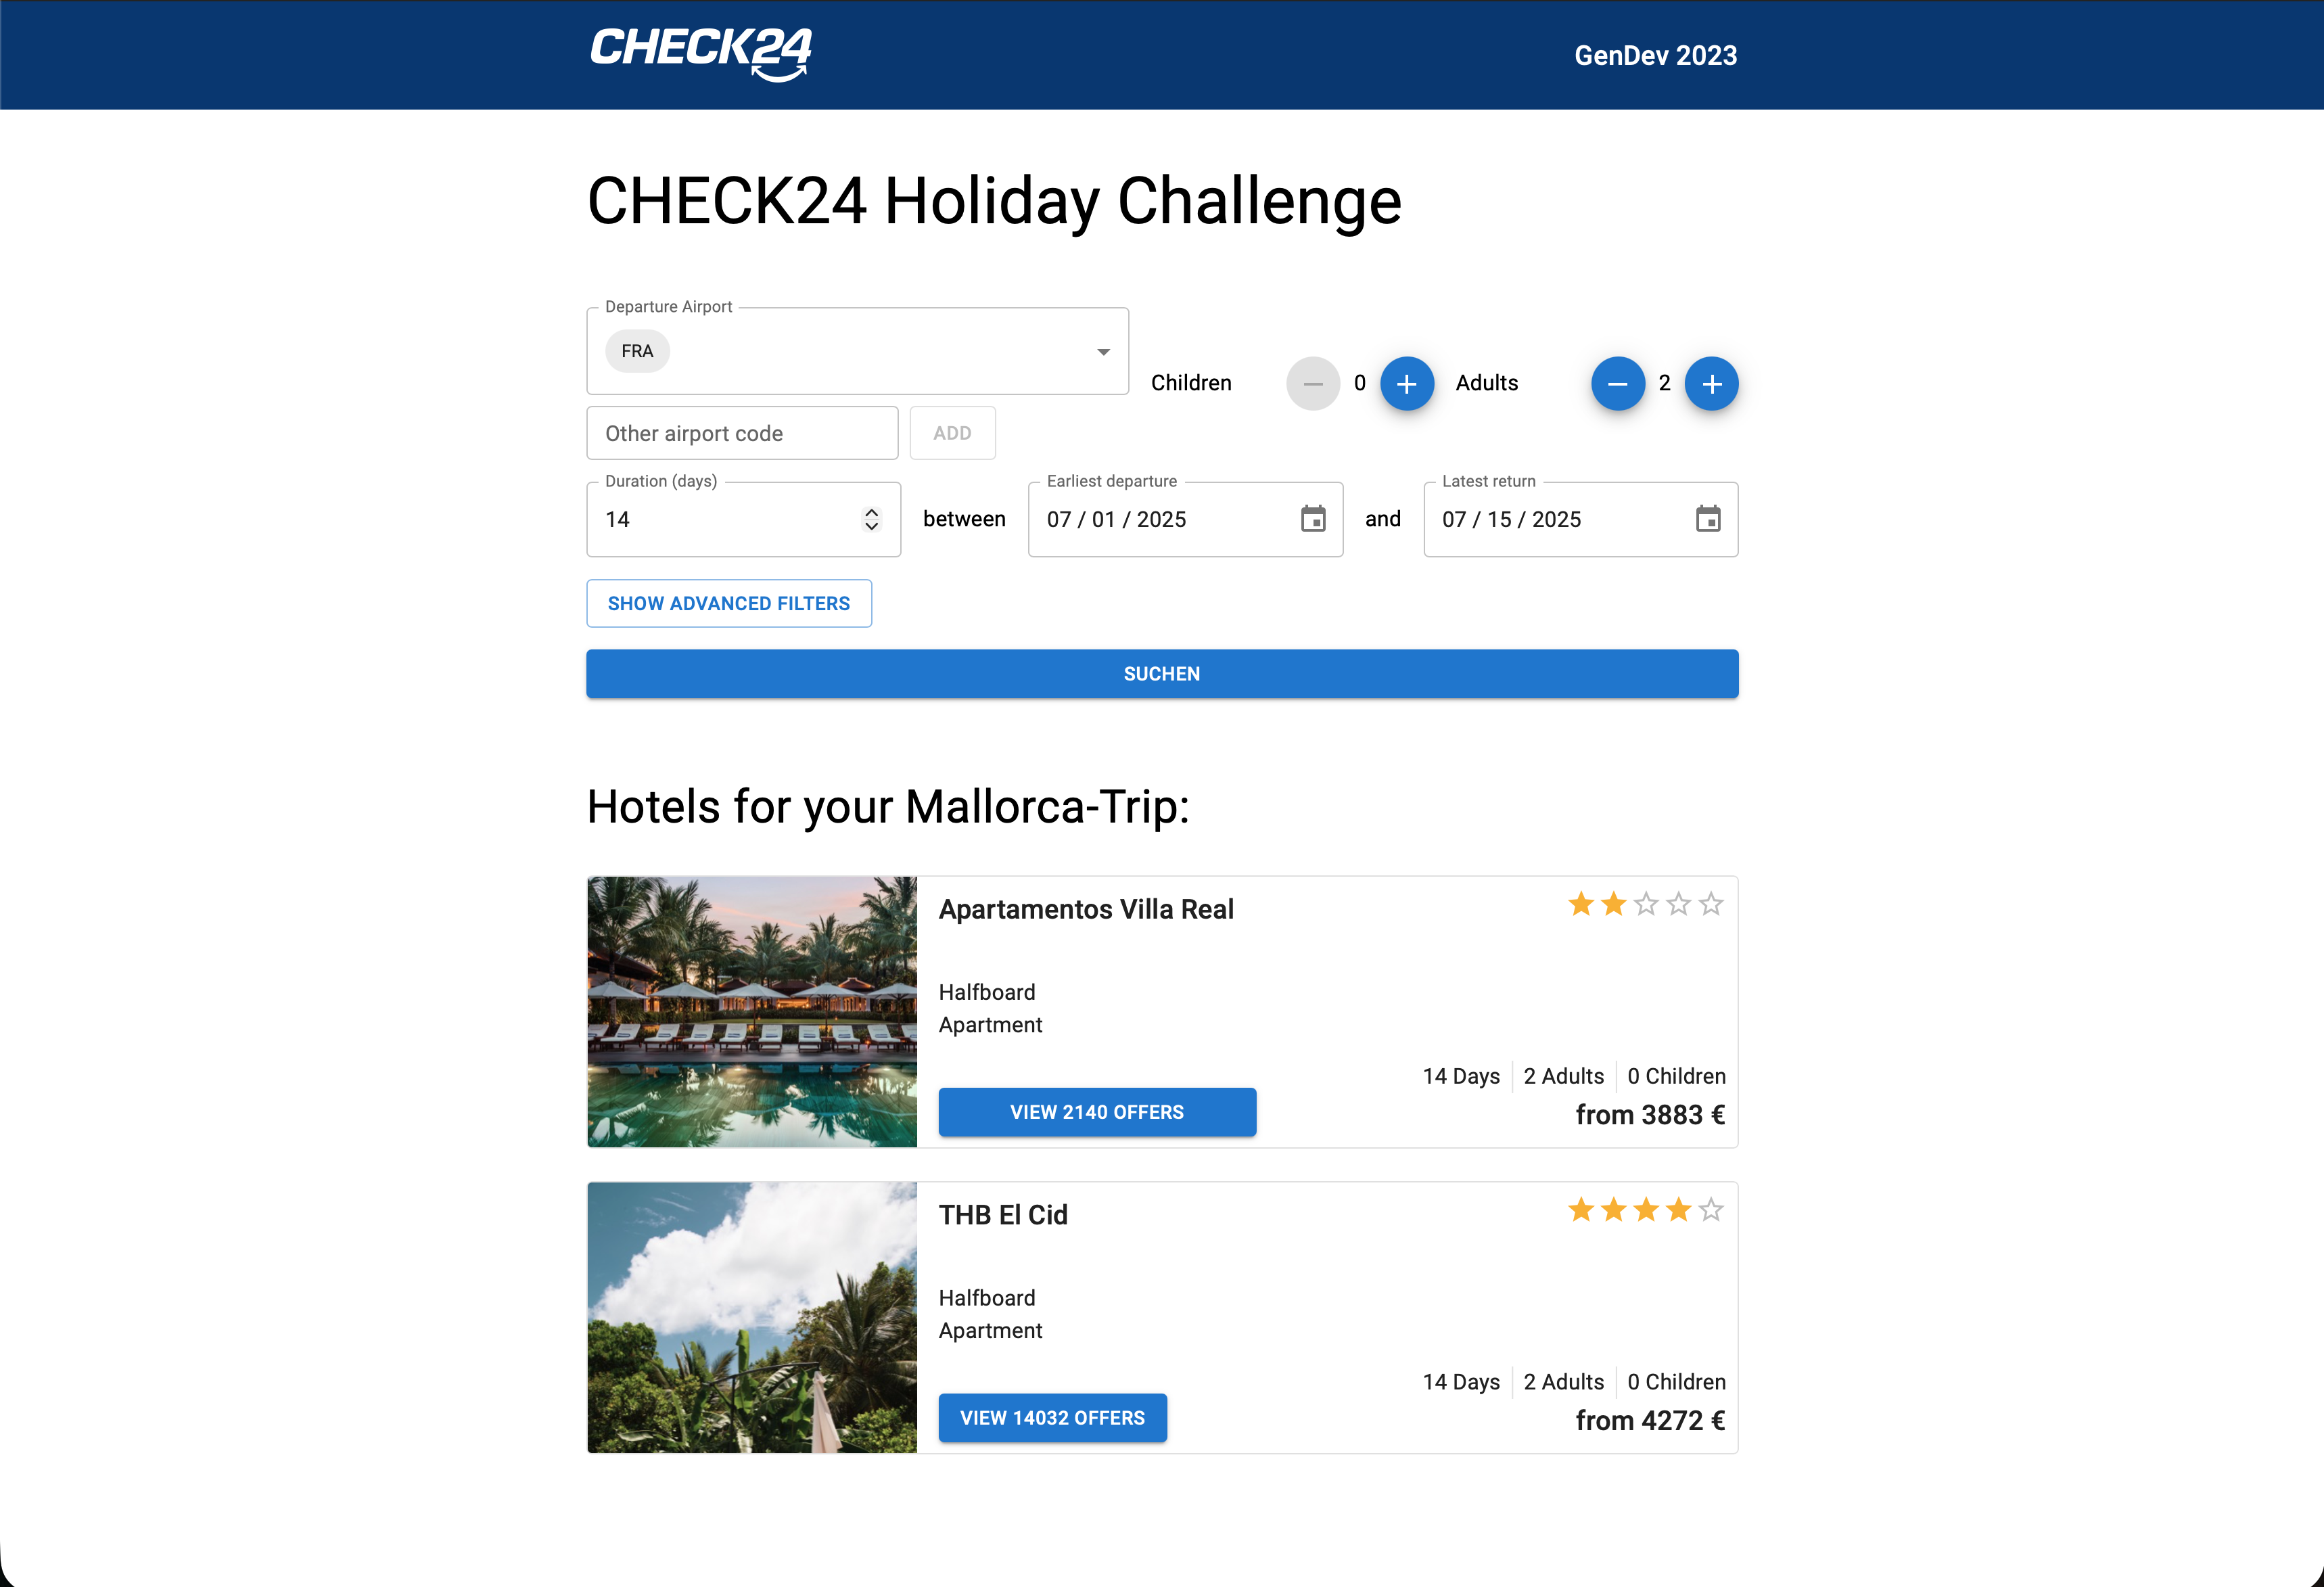 CHECK24
GenDev 2023
CHECK24 Holiday Challenge
Departure Airport
FRA
Children
0
Adults
2
Other airport code
ADD
Duration (days)
14
between
Earliest departure
07 / 01 / 2025
and
Latest return
07 / 15 / 2025
SHOW ADVANCED FILTERS
SUCHEN
Hotels for your Mallorca-Trip:
Apartamentos Villa Real
Halfboard
Apartment
14 Days
2 Adults
0 Children
VIEW 2140 OFFERS
from 3883 €
THB El Cid
Halfboard
Apartment
14 Days
2 Adults
0 Children
VIEW 14032 OFFERS
from 4272 €